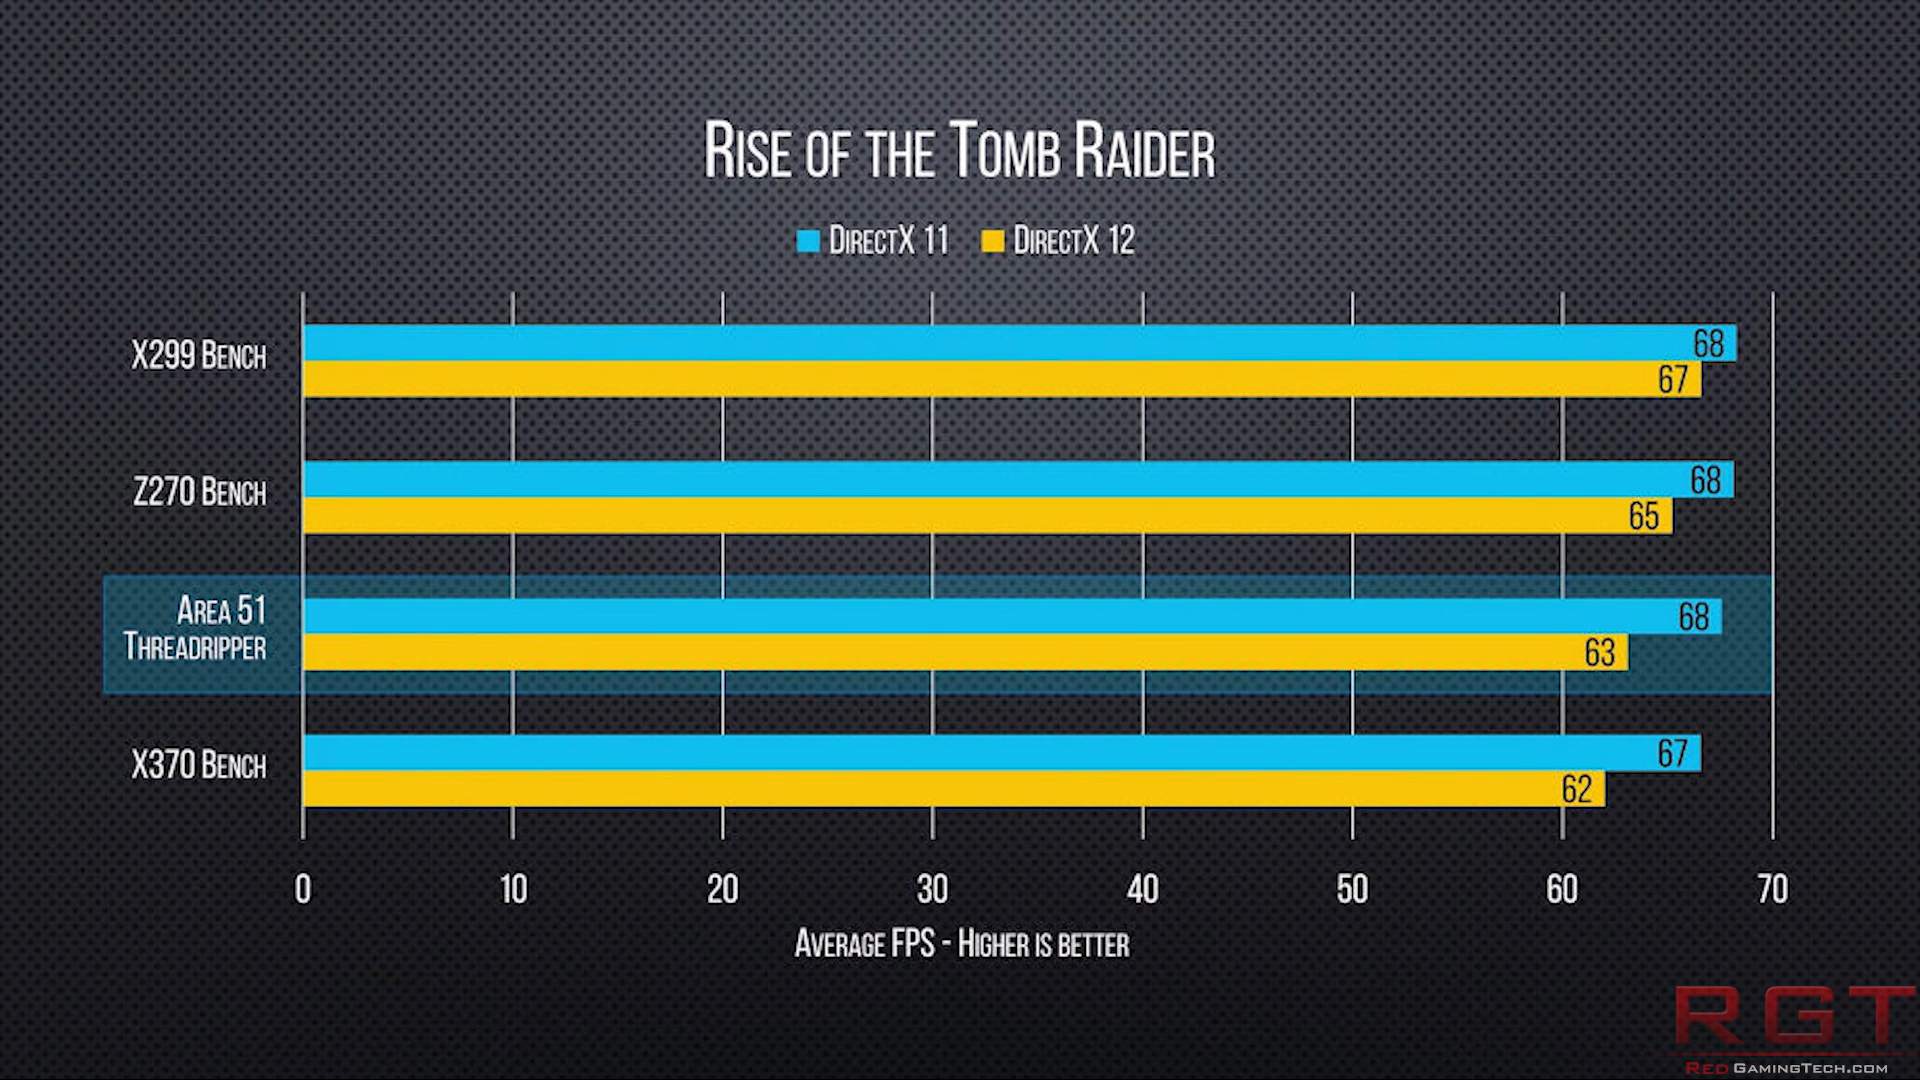 Rise of the Tomb Raider
DirectX 11 DirectX 12
X299 Bench
68
67
Z270 Bench
68
65
Area 51
Threadripper
68
63
X370 Bench
67
62
0 10 20 30 40 50 60 70
Average FPS - Higher is better
RGT
RedGamingTech.com